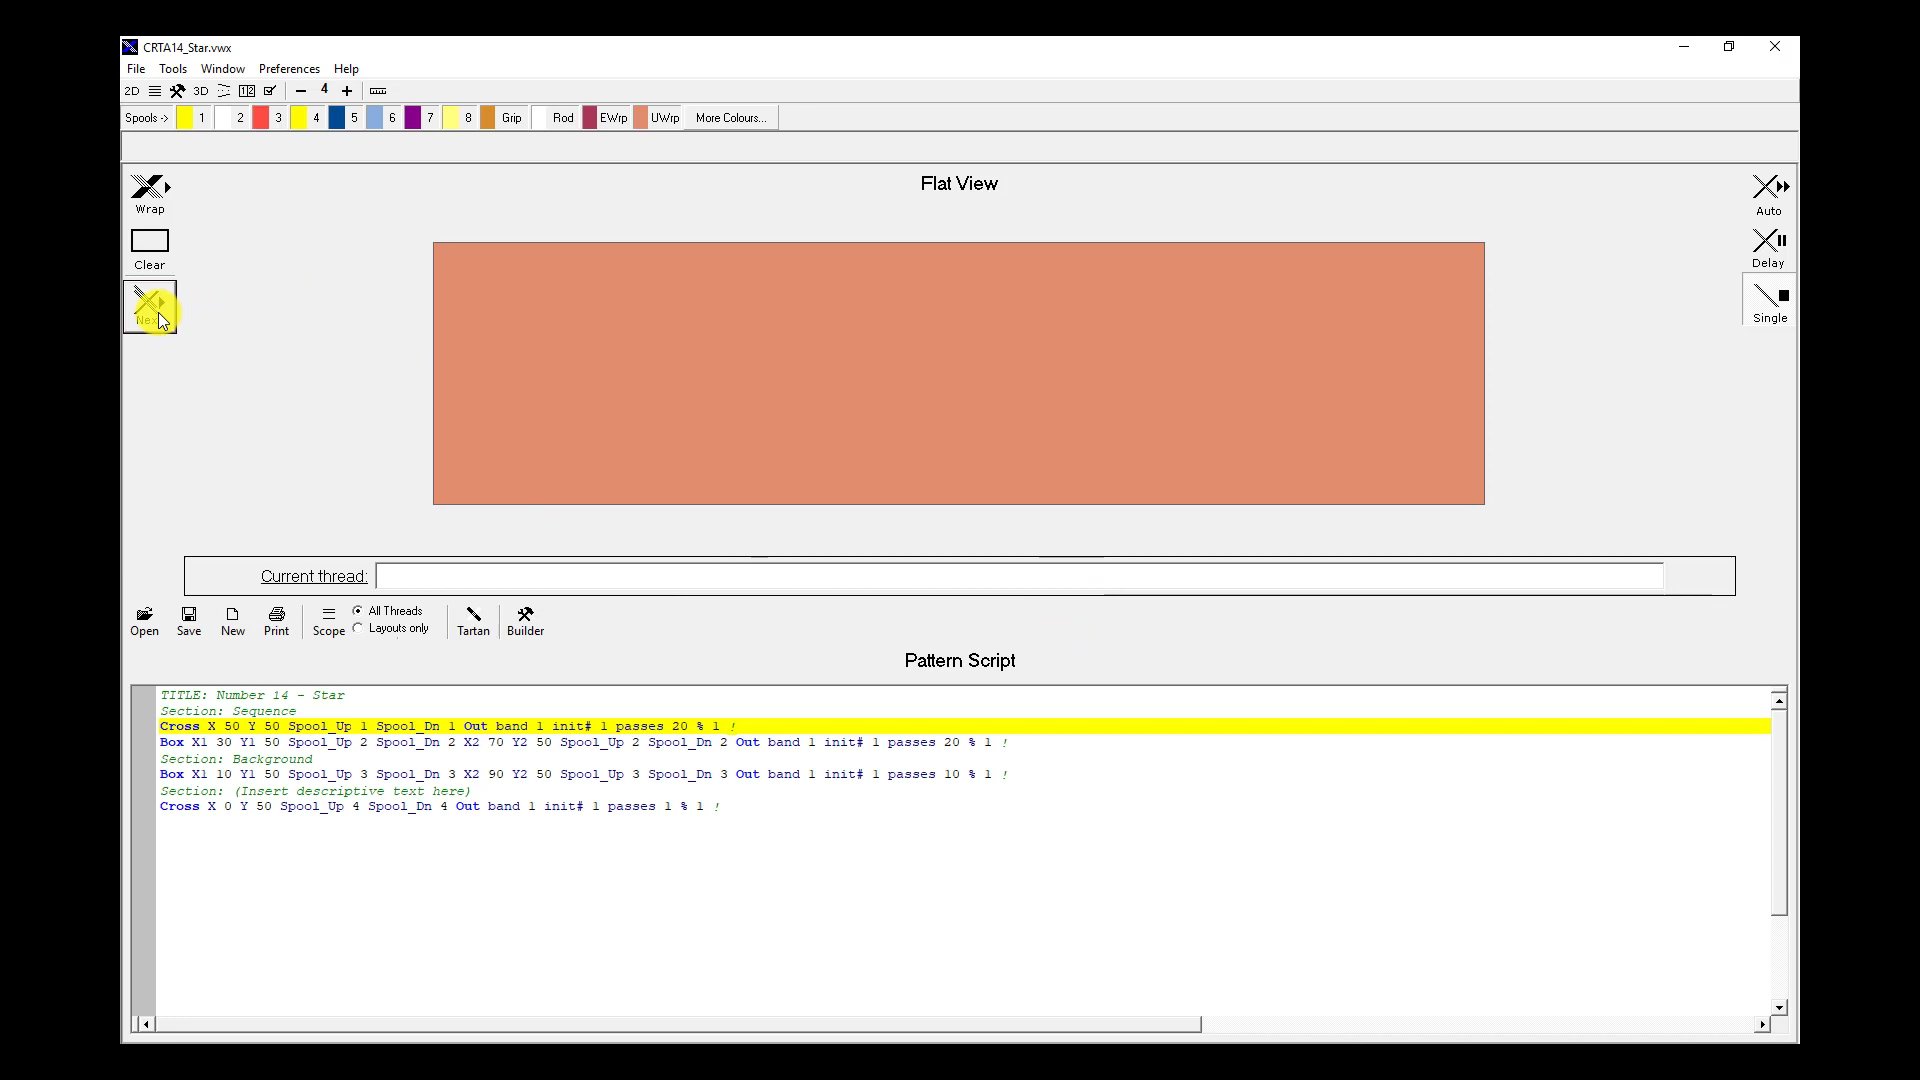 CRTA14_Star.vwx
File Tools Window Preferences Help
2D 3D 1 2 4
Spools -> 1 2 3 4 5 6 7 8 Grip Rod EWrp UWrp More Colours...
Flat View
Wrap
Clear
Next
Auto
Delay
Single
Current thread:
Open Save New Print Scope All Threads Layouts only Tartan Builder
Pattern Script
TITLE: Number 14 - Star
Section: Sequence
Cross X 50 Y 50 Spool_Up 1 Spool_Dn 1 Out band 1 init# 1 passes 20 % 1 !
Box X1 30 Y1 50 Spool_Up 2 Spool_Dn 2 X2 70 Y2 50 Spool_Up 2 Spool_Dn 2 Out band 1 init# 1 passes 20 % 1 !
Section: Background
Box X1 10 Y1 50 Spool_Up 3 Spool_Dn 3 X2 90 Y2 50 Spool_Up 3 Spool_Dn 3 Out band 1 init# 1 passes 10 % 1 !
Section: (Insert descriptive text here)
Cross X 0 Y 50 Spool_Up 4 Spool_Dn 4 Out band 1 init# 1 passes 1 % 1 !